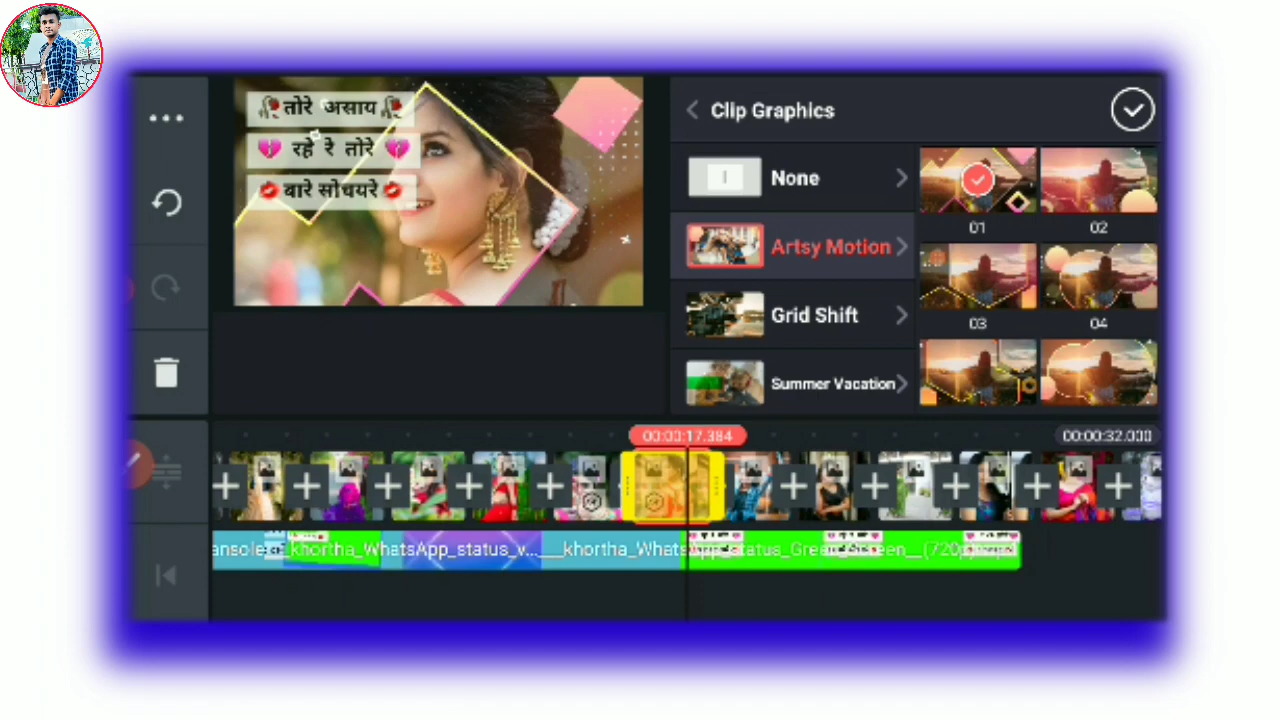 तोरे असाय
रहे रे तोरे
बारे सोचयरे
Clip Graphics
None
Artsy Motion
Grid Shift
Summer Vacation
01
02
03
04
00:00:17.384
00:00:32.000
khortha_WhatsApp_status_v...
__khortha_WhatsApp_status_Green_Screen__(720p)